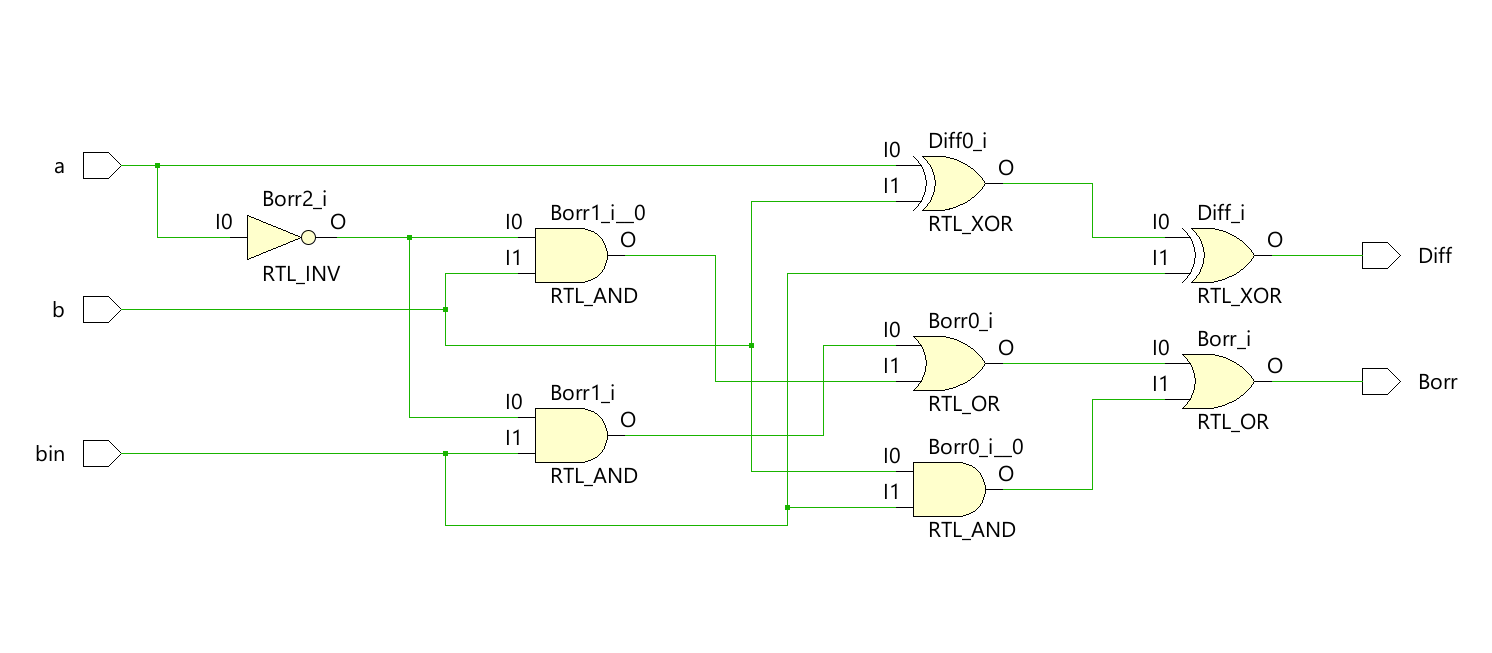 a
b
bin
Borr2_i
I0
O
RTL_INV
Borr1_i__0
I0
I1
O
RTL_AND
Borr1_i
I0
I1
O
RTL_AND
Diff0_i
I0
I1
O
RTL_XOR
Borr0_i
I0
I1
O
RTL_OR
Borr0_i__0
I0
I1
O
RTL_AND
Diff_i
I0
I1
O
RTL_XOR
Borr_i
I0
I1
O
RTL_OR
Diff
Borr